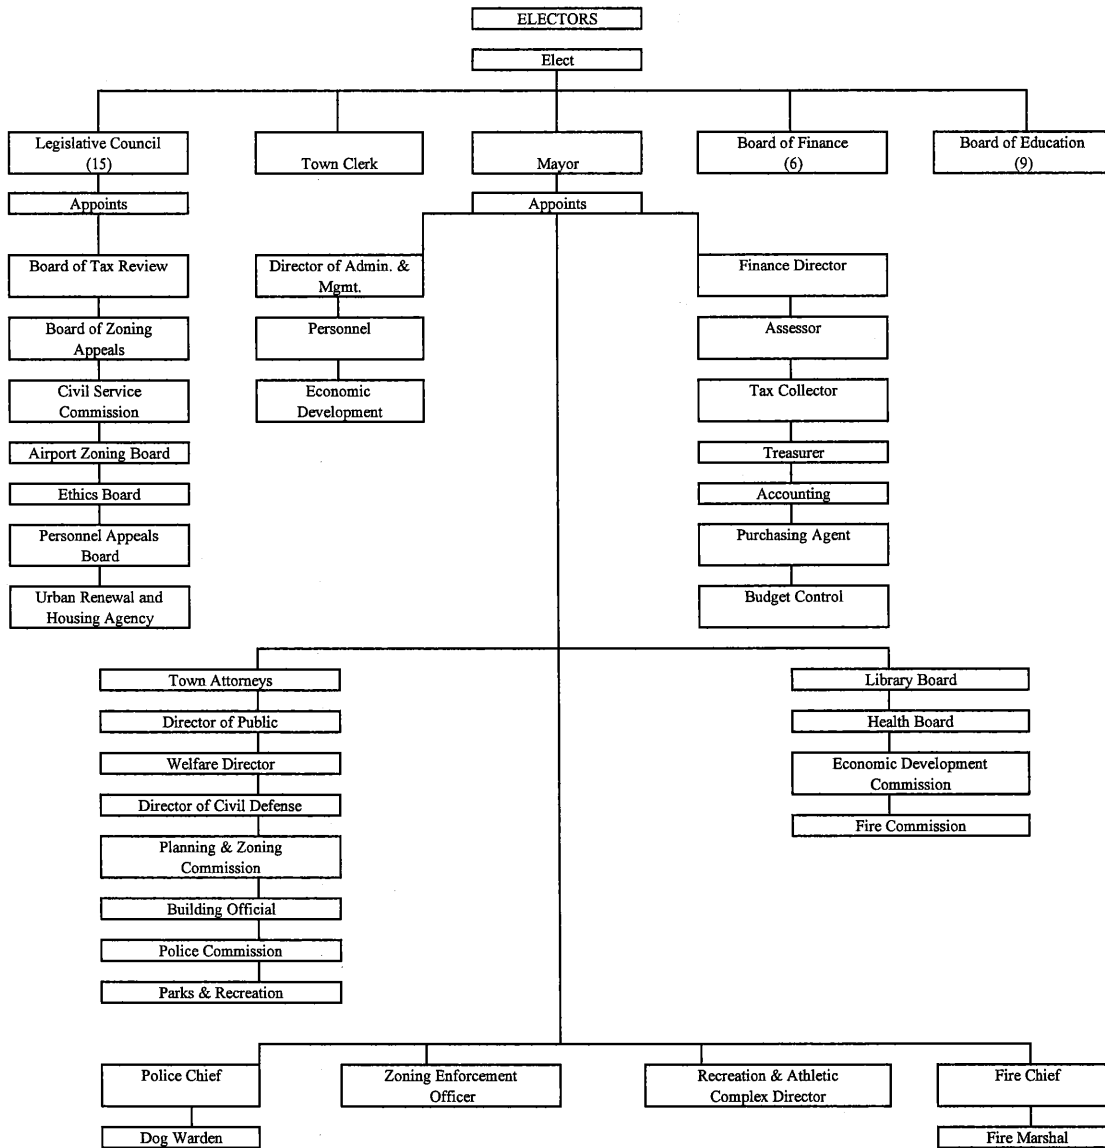 ELECTORS
Elect
Legislative Council
(15)
Town Clerk
Mayor
Board of Finance
(6)
Board of Education
(9)
Appoints
Appoints
Board of Tax Review
Director of Admin. &
Mgmt.
Finance Director
Board of Zoning
Appeals
Personnel
Assessor
Civil Service
Commission
Economic
Development
Tax Collector
Airport Zoning Board
Treasurer
Ethics Board
Accounting
Personnel Appeals
Board
Purchasing Agent
Urban Renewal and
Housing Agency
Budget Control
Town Attorneys
Library Board
Director of Public
Health Board
Welfare Director
Economic Development
Commission
Director of Civil Defense
Fire Commission
Planning & Zoning
Commission
Building Official
Police Commission
Parks & Recreation
Police Chief
Zoning Enforcement
Officer
Recreation & Athletic
Complex Director
Fire Chief
Dog Warden
Fire Marshal